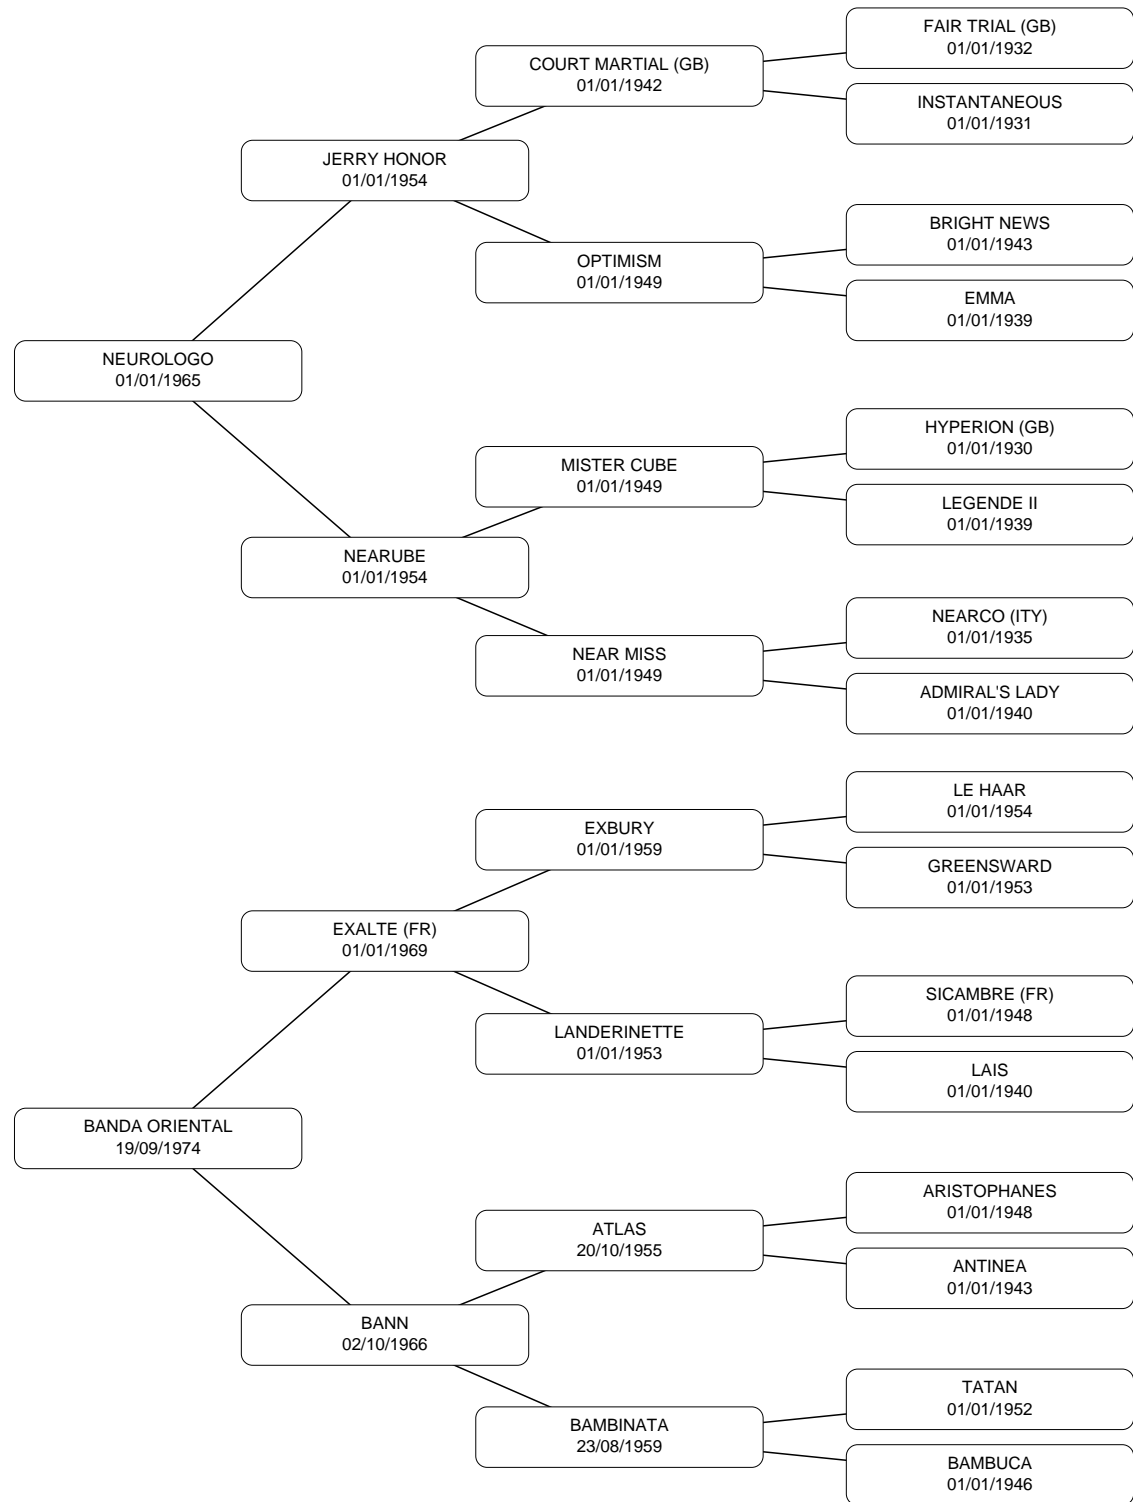 FAIR TRIAL (GB)
01/01/1932
COURT MARTIAL (GB)
01/01/1942
INSTANTANEOUS
01/01/1931
JERRY HONOR
01/01/1954
BRIGHT NEWS
01/01/1943
OPTIMISM
01/01/1949
EMMA
01/01/1939
NEUROLOGO
01/01/1965
HYPERION (GB)
01/01/1930
MISTER CUBE
01/01/1949
LEGENDE II
01/01/1939
NEARUBE
01/01/1954
NEARCO (ITY)
01/01/1935
NEAR MISS
01/01/1949
ADMIRAL'S LADY
01/01/1940
LE HAAR
01/01/1954
EXBURY
01/01/1959
GREENSWARD
01/01/1953
EXALTE (FR)
01/01/1969
SICAMBRE (FR)
01/01/1948
LANDERINETTE
01/01/1953
LAIS
01/01/1940
BANDA ORIENTAL
19/09/1974
ARISTOPHANES
01/01/1948
ATLAS
20/10/1955
ANTINEA
01/01/1943
BANN
02/10/1966
TATAN
01/01/1952
BAMBINATA
23/08/1959
BAMBUCA
01/01/1946